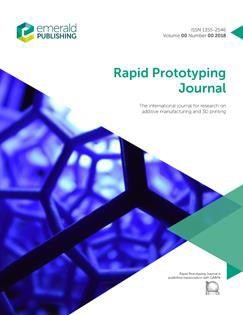 emerald
PUBLISHING
ISSN 1355-2546
Volume 00 Number 00 2018
Rapid Prototyping
Journal
The international journal for research on
additive manufacturing and 3D printing
Rapid Prototyping Journal is
published in association with GARPA